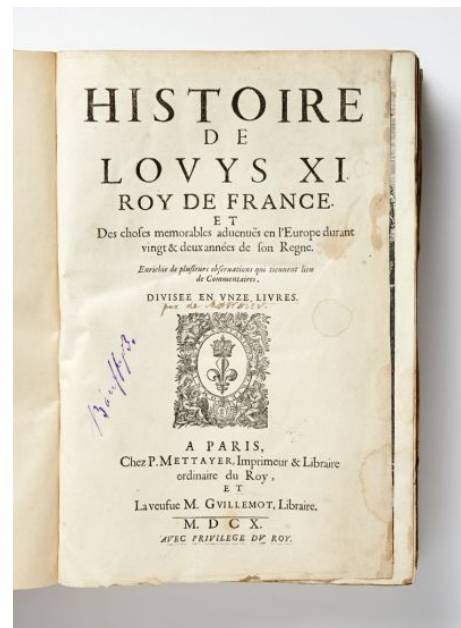 HISTOIRE
DE
LOVYS XI.
ROY DE FRANCE.
ET
Des choses memorables aduenuës en l'Europe durant
vingt & deux années de son Regne.
Enrichie de plusieurs obseruations qui tiennent lieu
de Commentaires.
DIVISEE EN VNZE LIVRES.
par de
A PARIS,
Chez P. METTAYER, Imprimeur & Libraire
ordinaire du Roy,
ET
La veufue M. GVILLEMOT, Libraire.
M. D C X.
AVEC PRIVILEGE DV ROY.